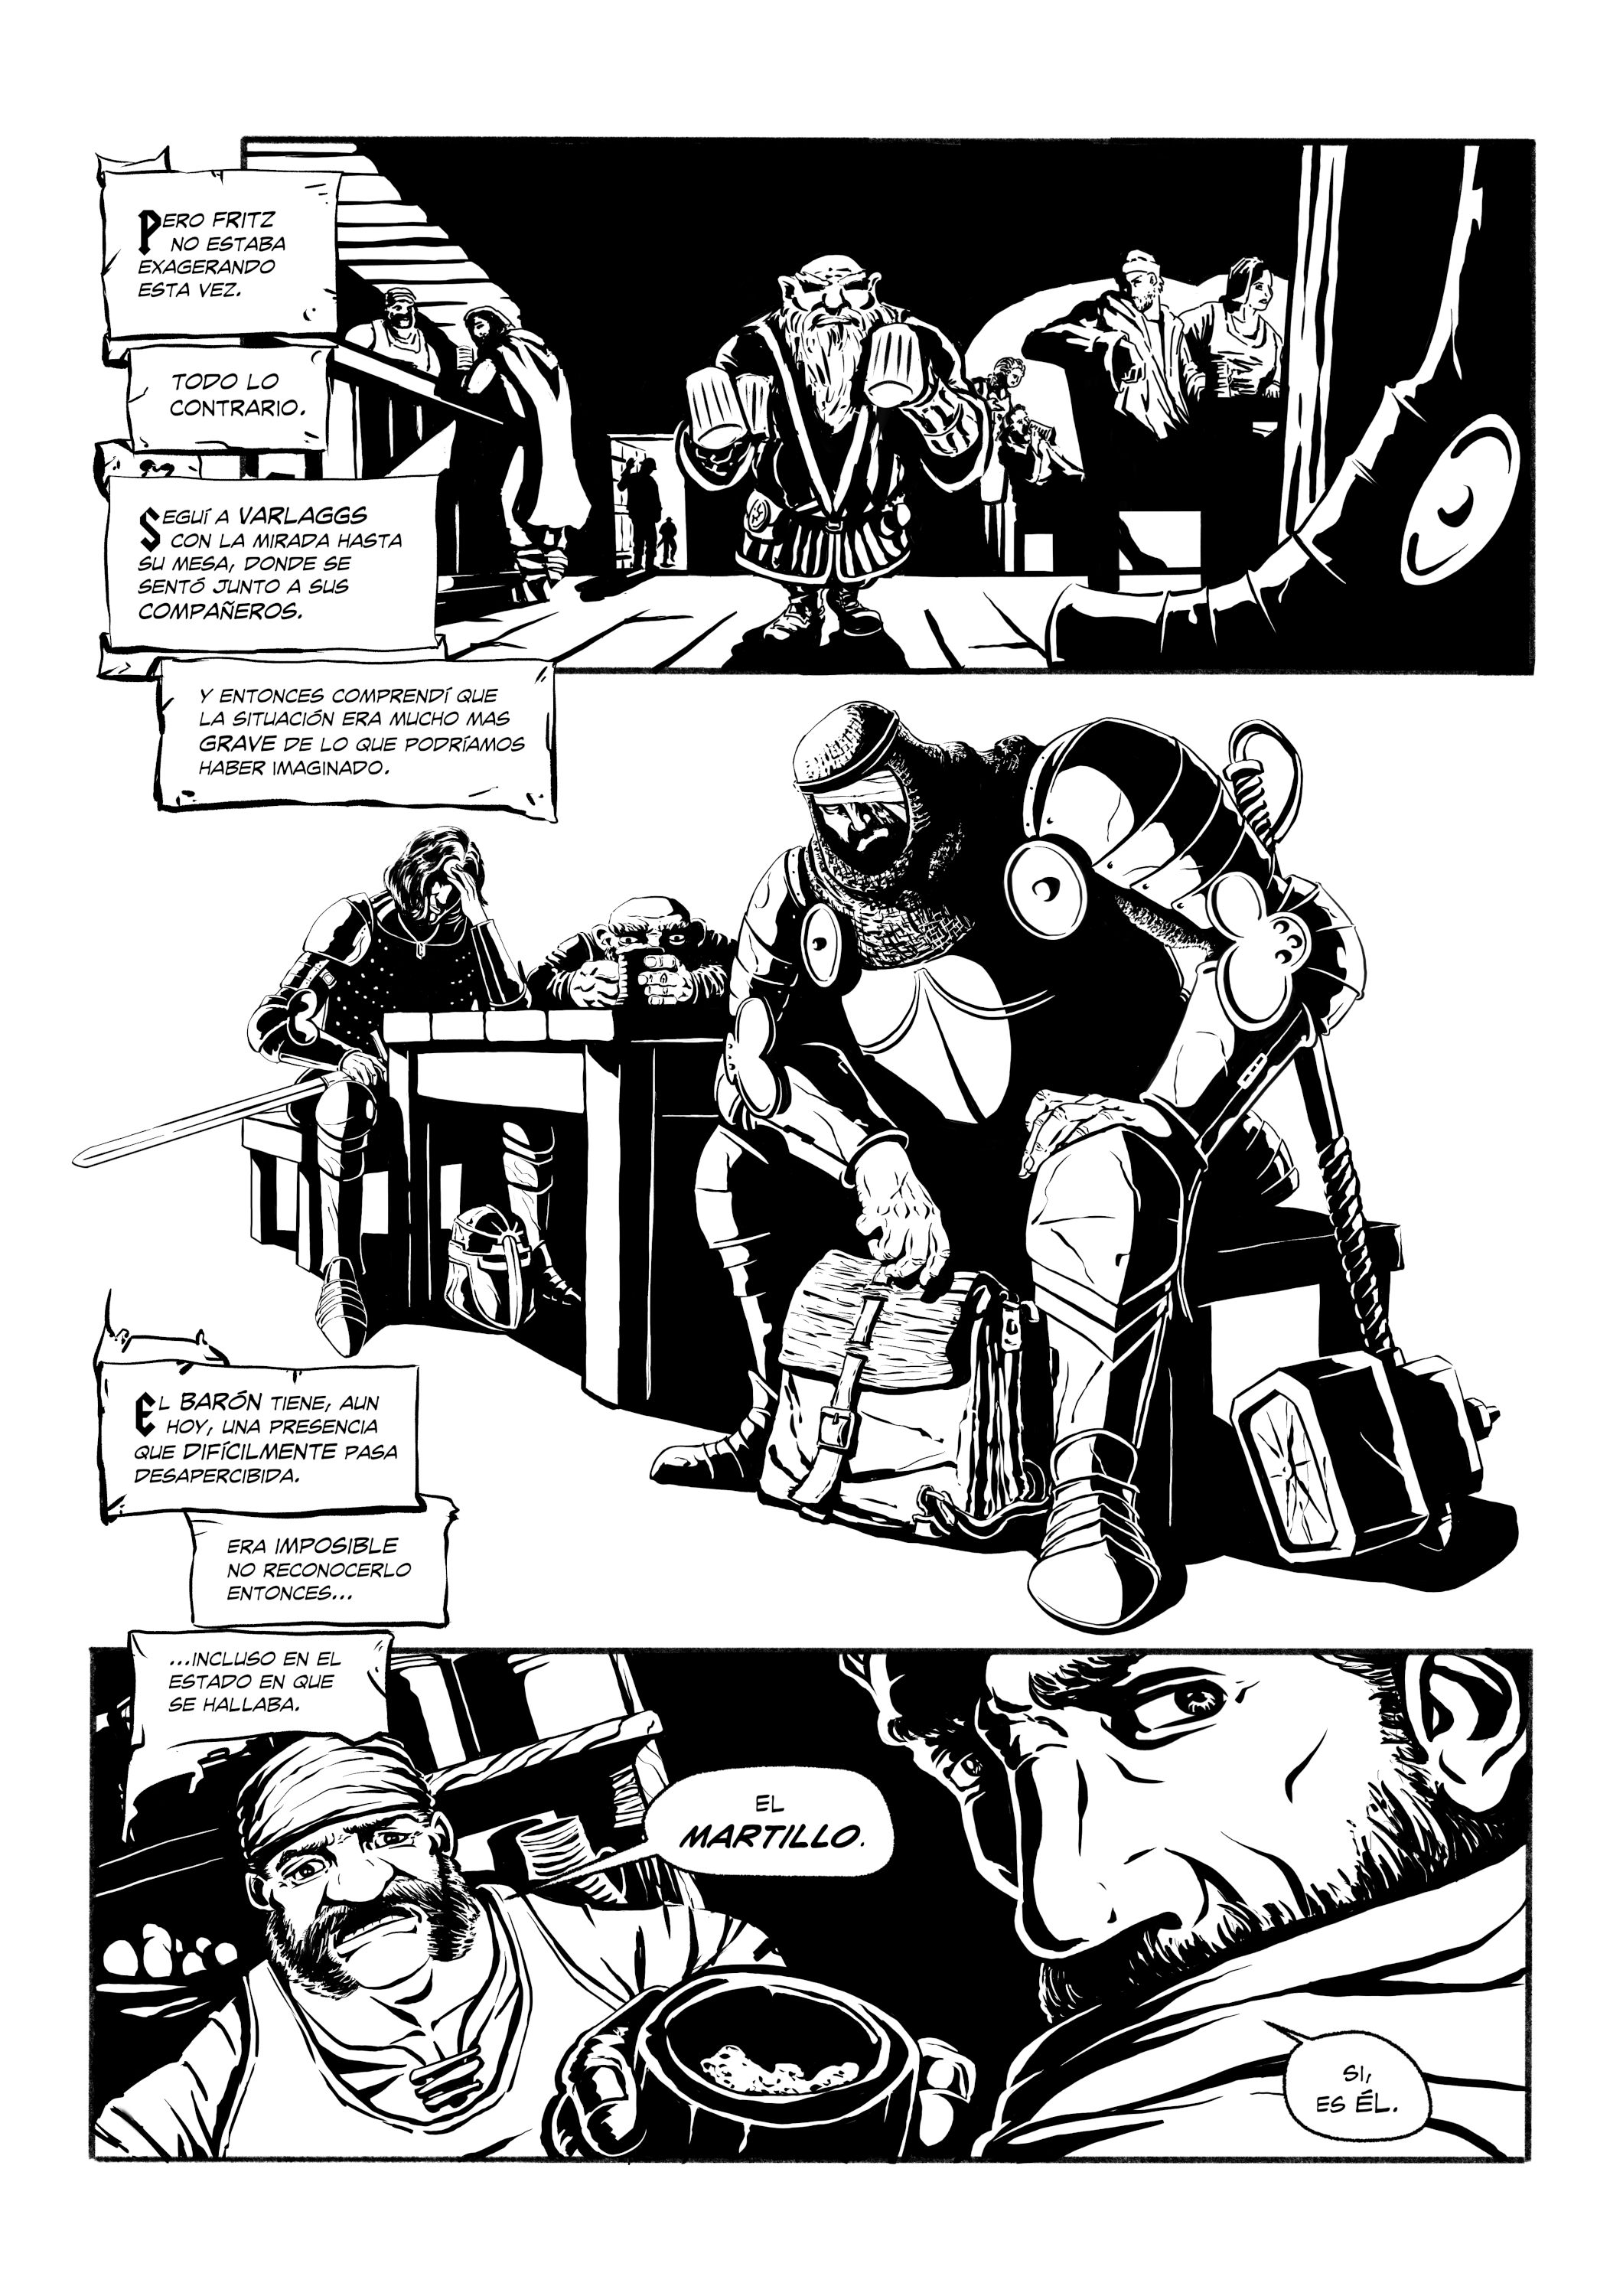 PERO FRITZ
NO ESTABA
EXAGERANDO
ESTA VEZ.
TODO LO
CONTRARIO.
SEGUÍ A VARLAGGS
CON LA MIRADA HASTA
SU MESA, DONDE SE
SENTÓ JUNTO A SUS
COMPAÑEROS.
Y ENTONCES COMPRENDÍ QUE
LA SITUACIÓN ERA MUCHO MAS
GRAVE DE LO QUE PODRÍAMOS
HABER IMAGINADO.
EL BARÓN TIENE, AUN
HOY, UNA PRESENCIA
QUE DIFÍCILMENTE PASA
DESAPERCIBIDA.
ERA IMPOSIBLE
NO RECONOCERLO
ENTONCES...
...INCLUSO EN EL
ESTADO EN QUE
SE HALLABA.
EL
MARTILLO.
SI,
ES ÉL.